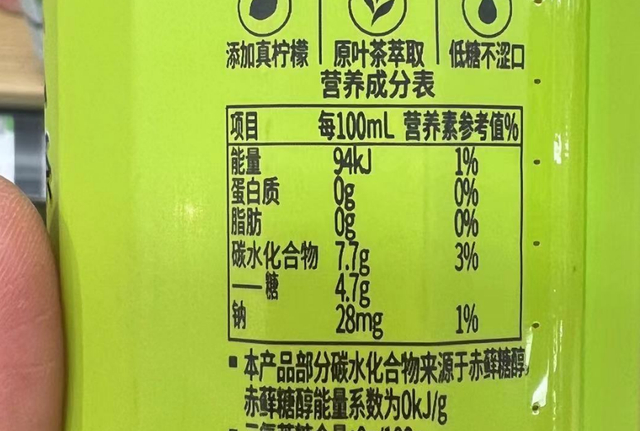 添加真柠檬 原叶茶萃取 低糖不涩口
营养成分表
项目 每100mL 营养素参考值%
能量 94kJ 1%
蛋白质 0g 0%
脂肪 0g 0%
碳水化合物 7.7g 3%
——糖 4.7g
钠 28mg 1%
▪ 本产品部分碳水化合物来源于赤藓糖醇,
赤藓糖醇能量系数为0kJ/g